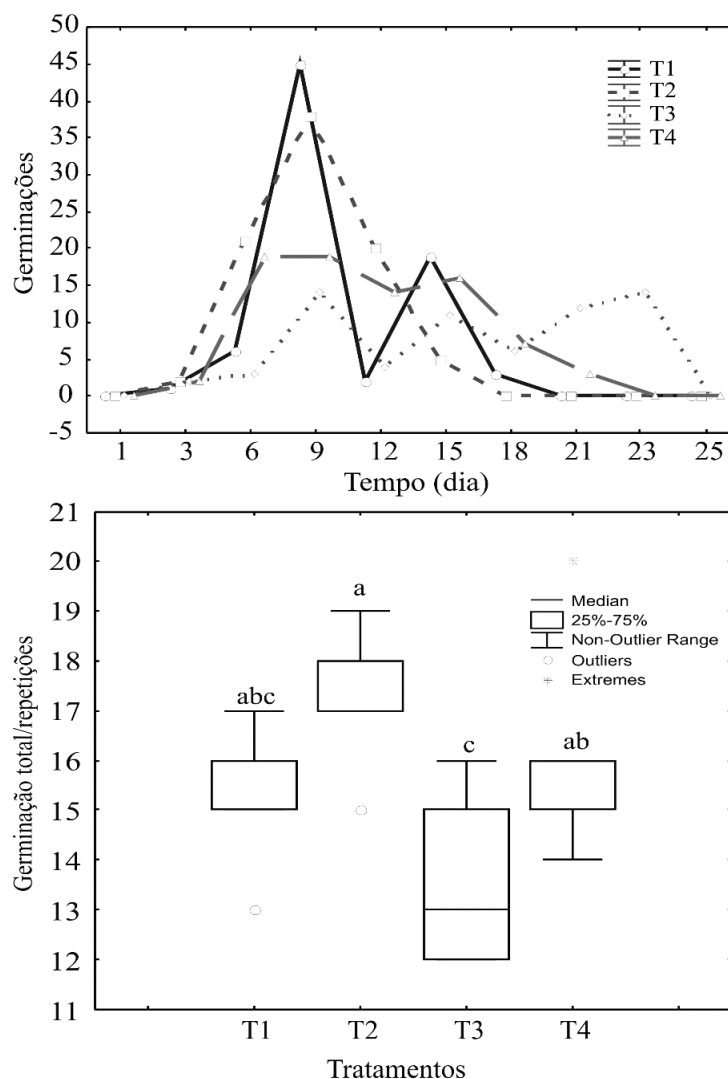 50
45
40
35
30
25
20
15
10
5
0
-5
Germinações
T1
T2
T3
T4
1 3 6 9 12 15 18 21 23 25
Tempo (dia)
21
20
19
18
17
16
15
14
13
12
11
Germinação total/repetições
abc
a
c
ab
Median
25%-75%
Non-Outlier Range
Outliers
Extremes
T1 T2 T3 T4
Tratamentos